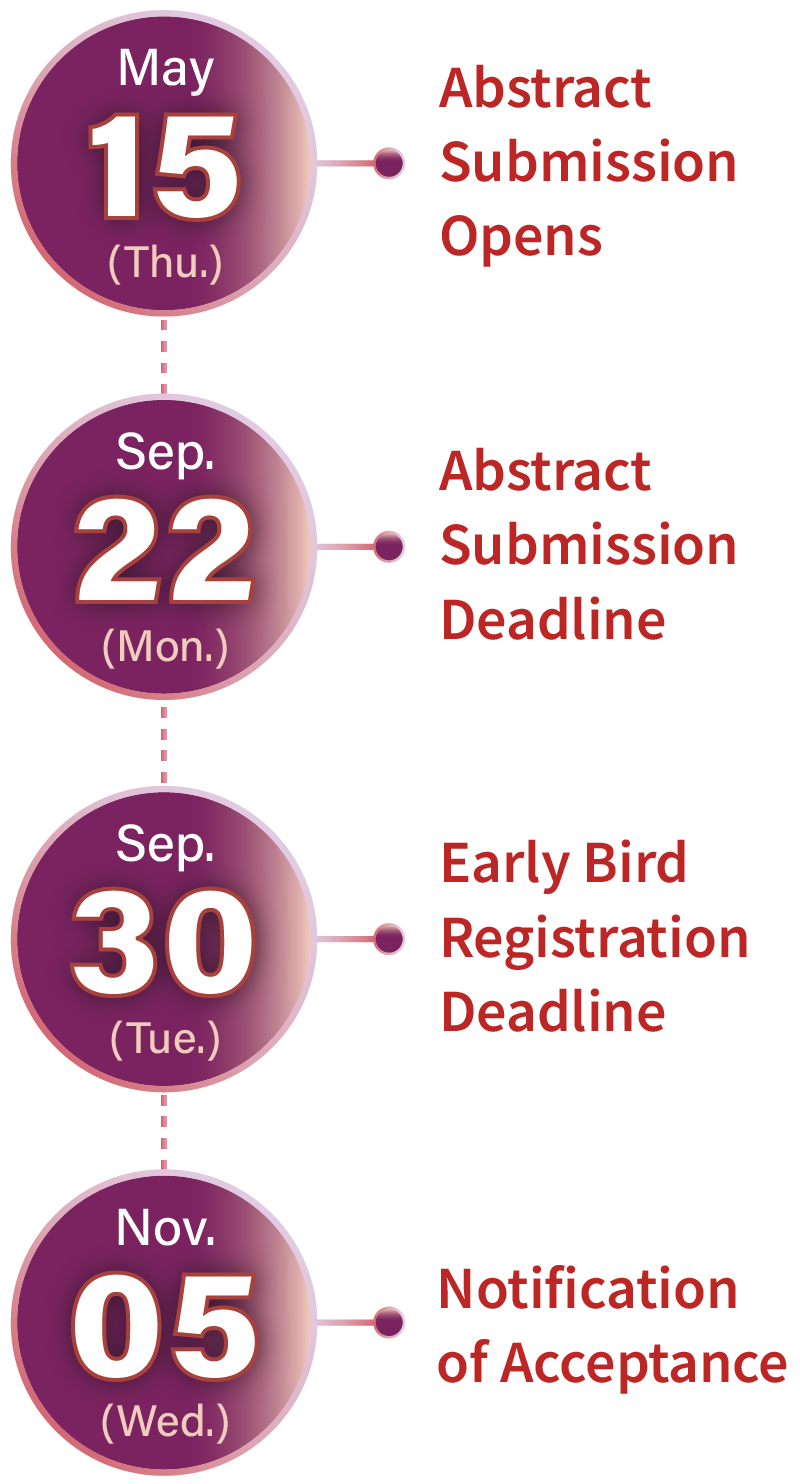 May
15
(Thu.)
Abstract
Submission
Opens
Sep.
22
(Mon.)
Abstract
Submission
Deadline
Sep.
30
(Tue.)
Early Bird
Registration
Deadline
Nov.
05
(Wed.)
Notification
of Acceptance